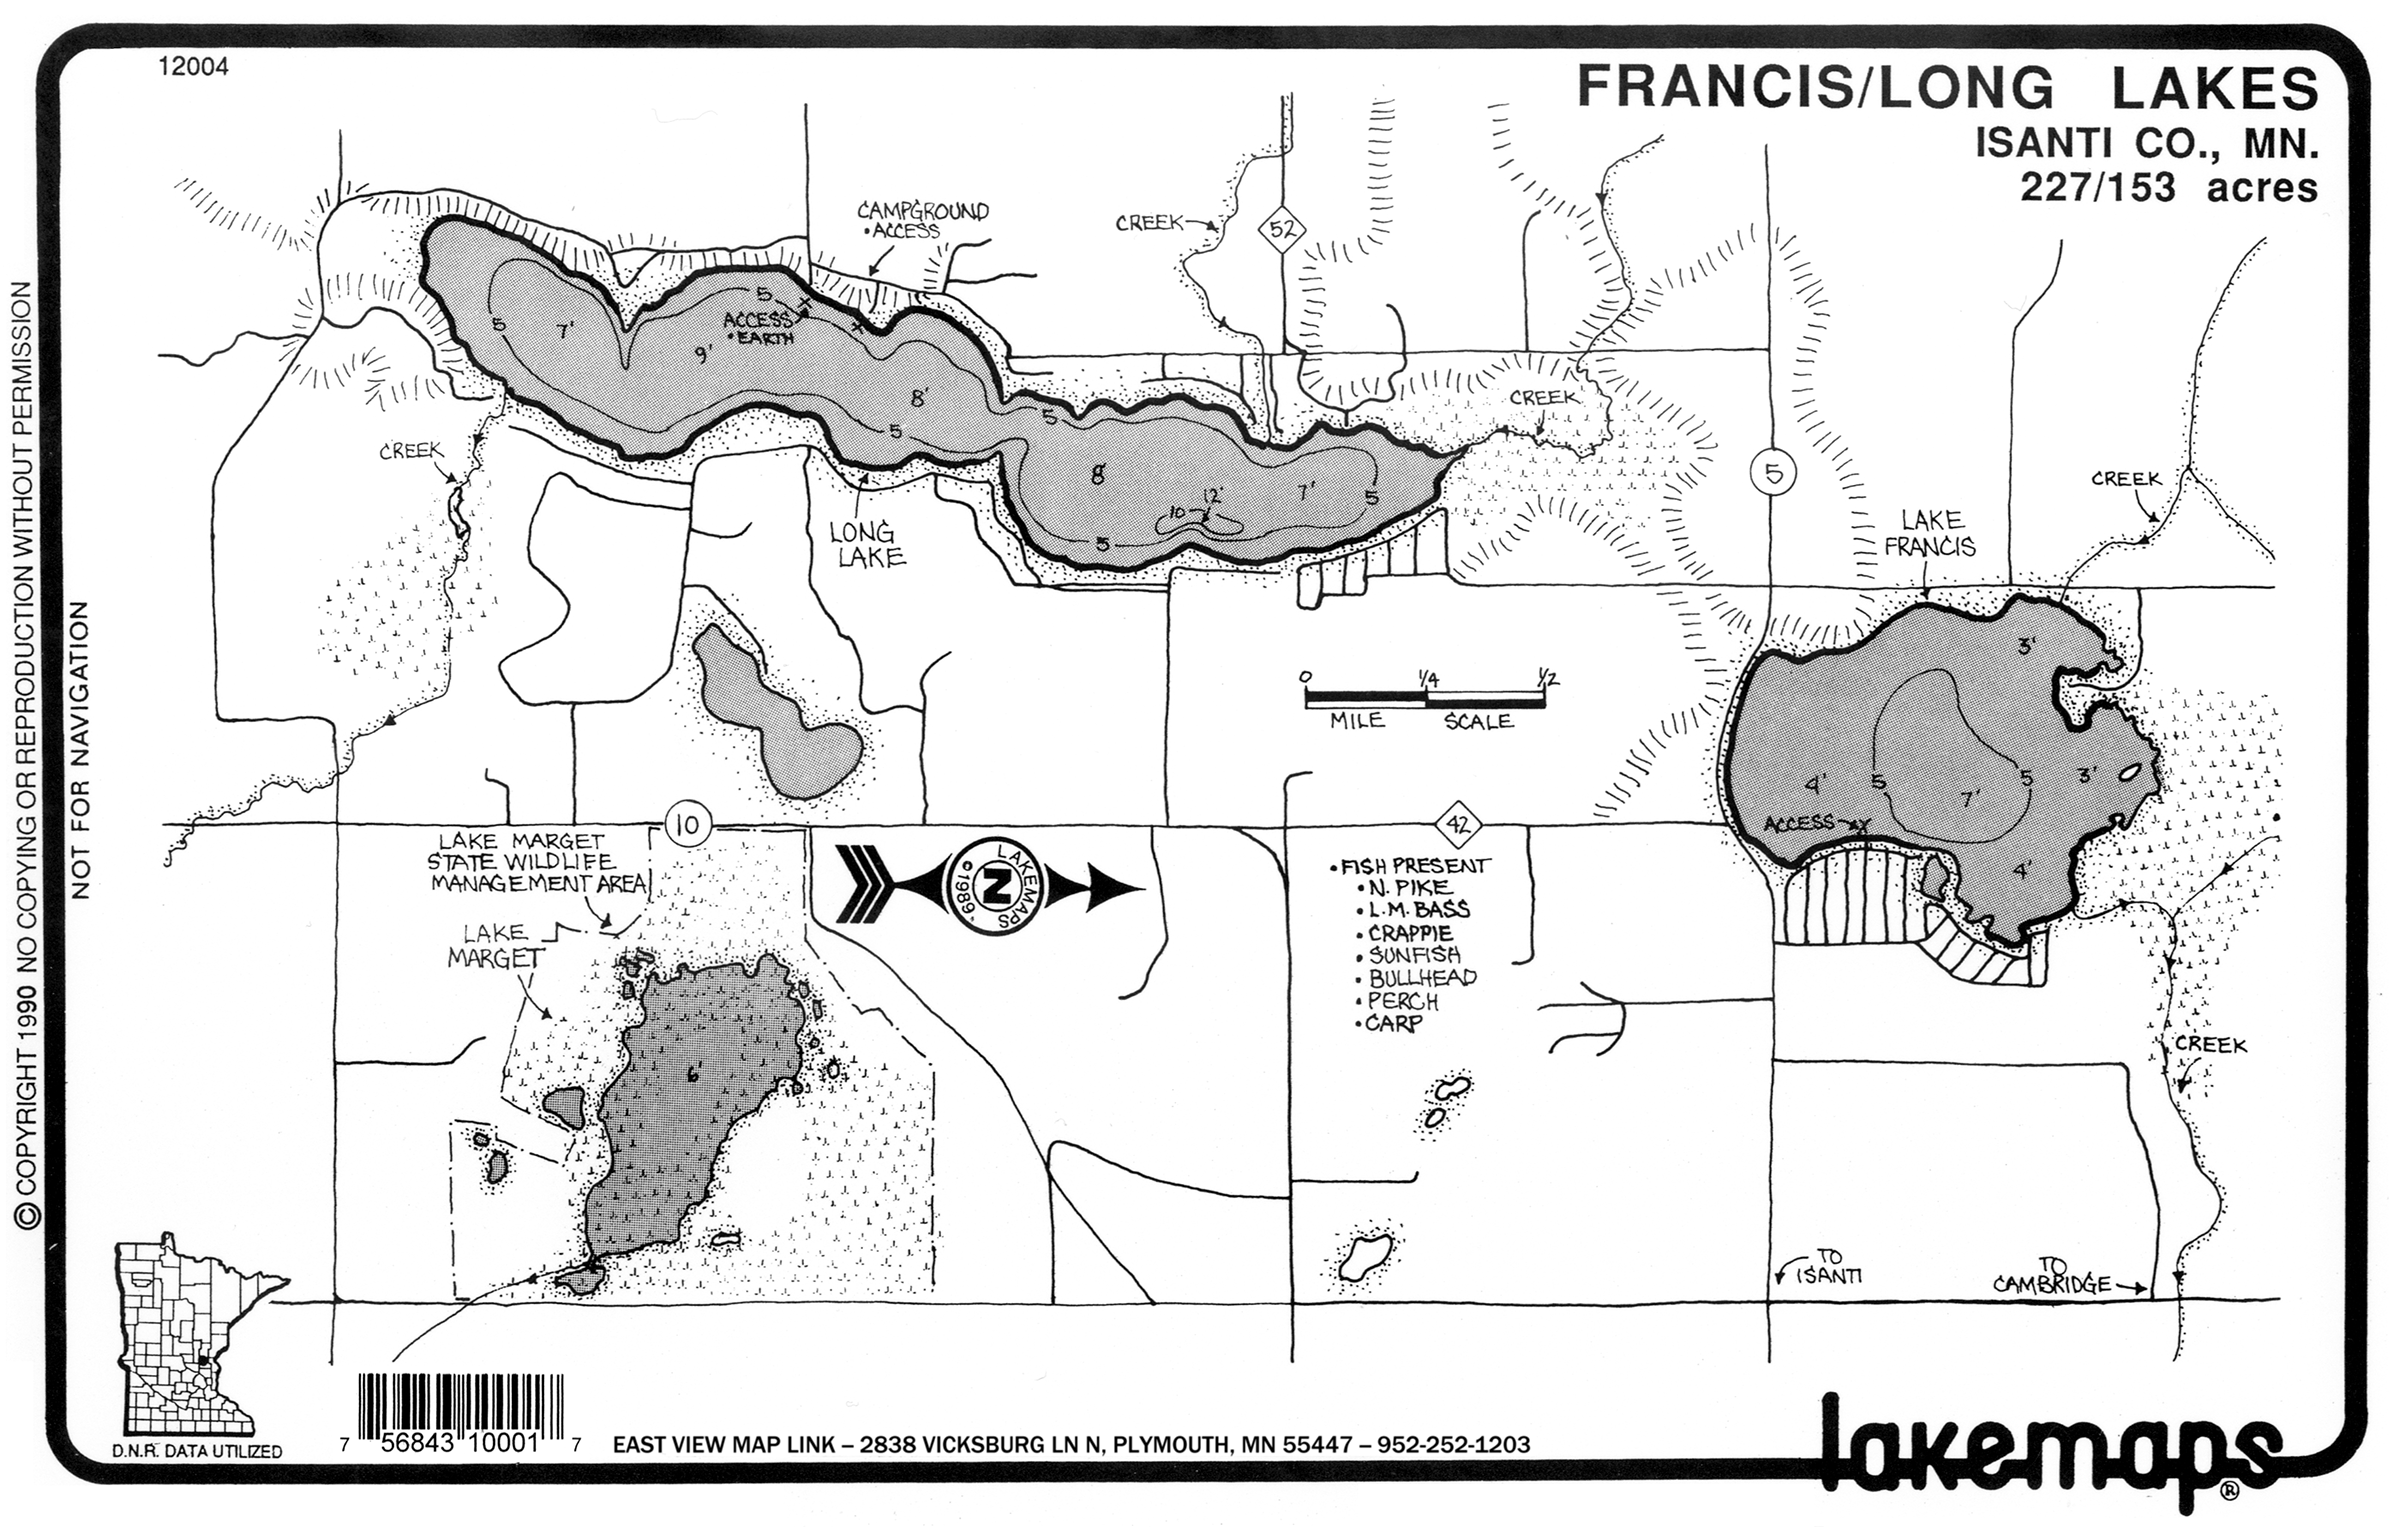 12004
FRANCIS/LONG LAKES
ISANTI CO., MN.
227/153 acres
© COPYRIGHT 1990 NO COPYING OR REPRODUCTION WITHOUT PERMISSION
NOT FOR NAVIGATION
CAMPGROUND
•ACCESS
CREEK
52
5
5
7'
ACCESS
•EARTH
9'
8'
5
5
CREEK
8
12'
10
7'
5
5
CREEK
LONG
LAKE
5
CREEK
LAKE
FRANCIS
3'
0
1/4
1/2
MILE SCALE
4'
5
7'
5
3'
ACCESS
4'
10
42
LAKE MARGET
STATE WILDLIFE
MANAGEMENT AREA
LAKE
MARGET
6'
N
LAKEMAPS
©1989
•FISH PRESENT
•N. PIKE
•L.M. BASS
•CRAPPIE
•SUNFISH
•BULLHEAD
•PERCH
•CARP
CREEK
TO
ISANTI
TO
CAMBRIDGE
D.N.R. DATA UTILIZED
7 56843 10001 7
EAST VIEW MAP LINK – 2838 VICKSBURG LN N, PLYMOUTH, MN 55447 – 952-252-1203
lakemaps®